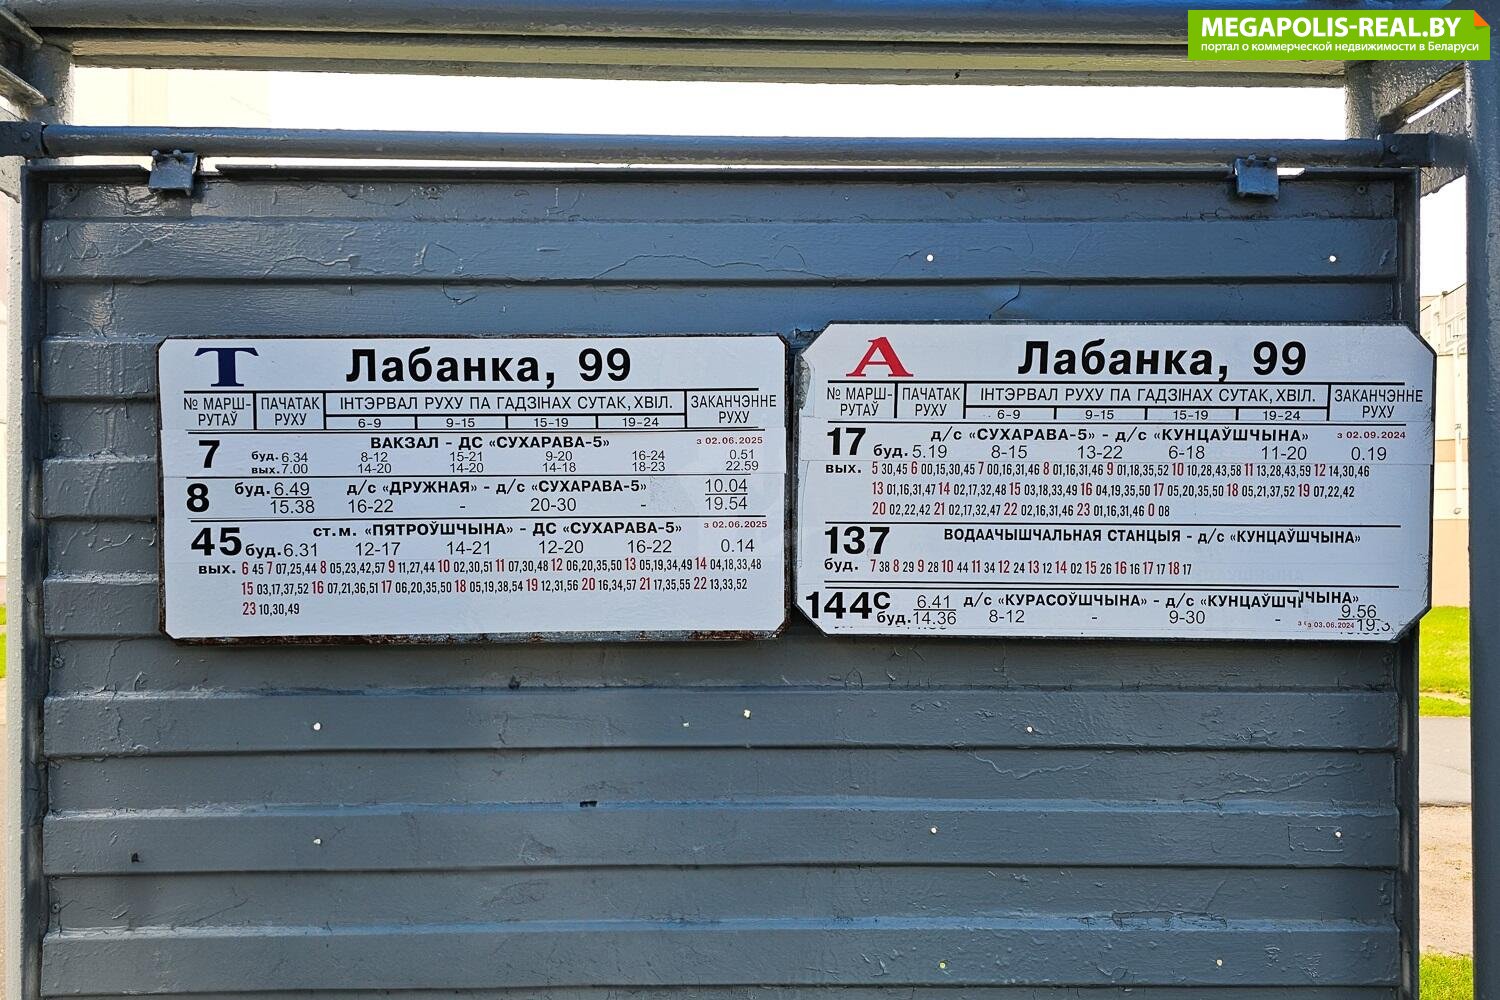 MEGAPOLIS-REAL.BY
портал о коммерческой недвижимости в Беларуси
Т Лабанка, 99
№ МАРШ-РУТАЎ ПАЧАТАК РУХУ ІНТЭРВАЛ РУХУ ПА ГАДЗІНАХ СУТАК, ХВІЛ. ЗАКАНЧЭННЕ РУХУ
6-9 9-15 15-19 19-24
7 ВАКЗАЛ - ДС «СУХАРАВА-5» з 02.06.2025
буд. 6.34 8-12 15-21 9-20 16-24 0.51
вых. 7.00 14-20 14-20 14-18 18-23 22.59
8 буд. 6.49 д/с «ДРУЖНАЯ» - д/с «СУХАРАВА-5» 10.04
15.38 16-22 - 20-30 - 19.54
45 ст.м. «ПЯТРОЎШЧЫНА» - ДС «СУХАРАВА-5» з 02.06.2025
буд. 6.31 12-17 14-21 12-20 16-22 0.14
вых. 6 45 7 07,25,44 8 05,23,42,57 9 11,27,44 10 02,30,51 11 07,30,48 12 06,20,35,50 13 05,19,34,49 14 04,18,33,48
15 03,17,37,52 16 07,21,36,51 17 06,20,35,50 18 05,19,38,54 19 12,31,56 20 16,34,57 21 17,35,55 22 13,33,52
23 10,30,49
А Лабанка, 99
№ МАРШ-РУТАЎ ПАЧАТАК РУХУ ІНТЭРВАЛ РУХУ ПА ГАДЗІНАХ СУТАК, ХВІЛ. ЗАКАНЧЭННЕ РУХУ
6-9 9-15 15-19 19-24
17 д/с «СУХАРАВА-5» - д/с «КУНЦАЎШЧЫНА» з 02.09.2024
буд. 5.19 8-15 13-22 6-18 11-20 0.19
вых. 5 30,45 6 00,15,30,45 7 00,16,31,46 8 01,16,31,46 9 01,18,35,52 10 10,28,43,58 11 13,28,43,59 12 14,30,46
13 01,16,31,47 14 02,17,32,48 15 03,18,33,49 16 04,19,35,50 17 05,20,35,50 18 05,21,37,52 19 07,22,42
20 02,22,42 21 02,17,32,47 22 02,16,31,46 23 01,16,31,46 0 08
137 ВОДААЧЫШЧАЛЬНАЯ СТАНЦЫЯ - д/с «КУНЦАЎШЧЫНА»
буд. 7 38 8 29 9 28 10 44 11 34 12 24 13 12 14 02 15 26 16 16 17 17 18 17
144С 6.41 д/с «КУРАСОЎШЧЫНА» - д/с «КУНЦАЎШЧЫНА» 9.56
буд. 14.36 8-12 - 9-30 - з 03.06.2024